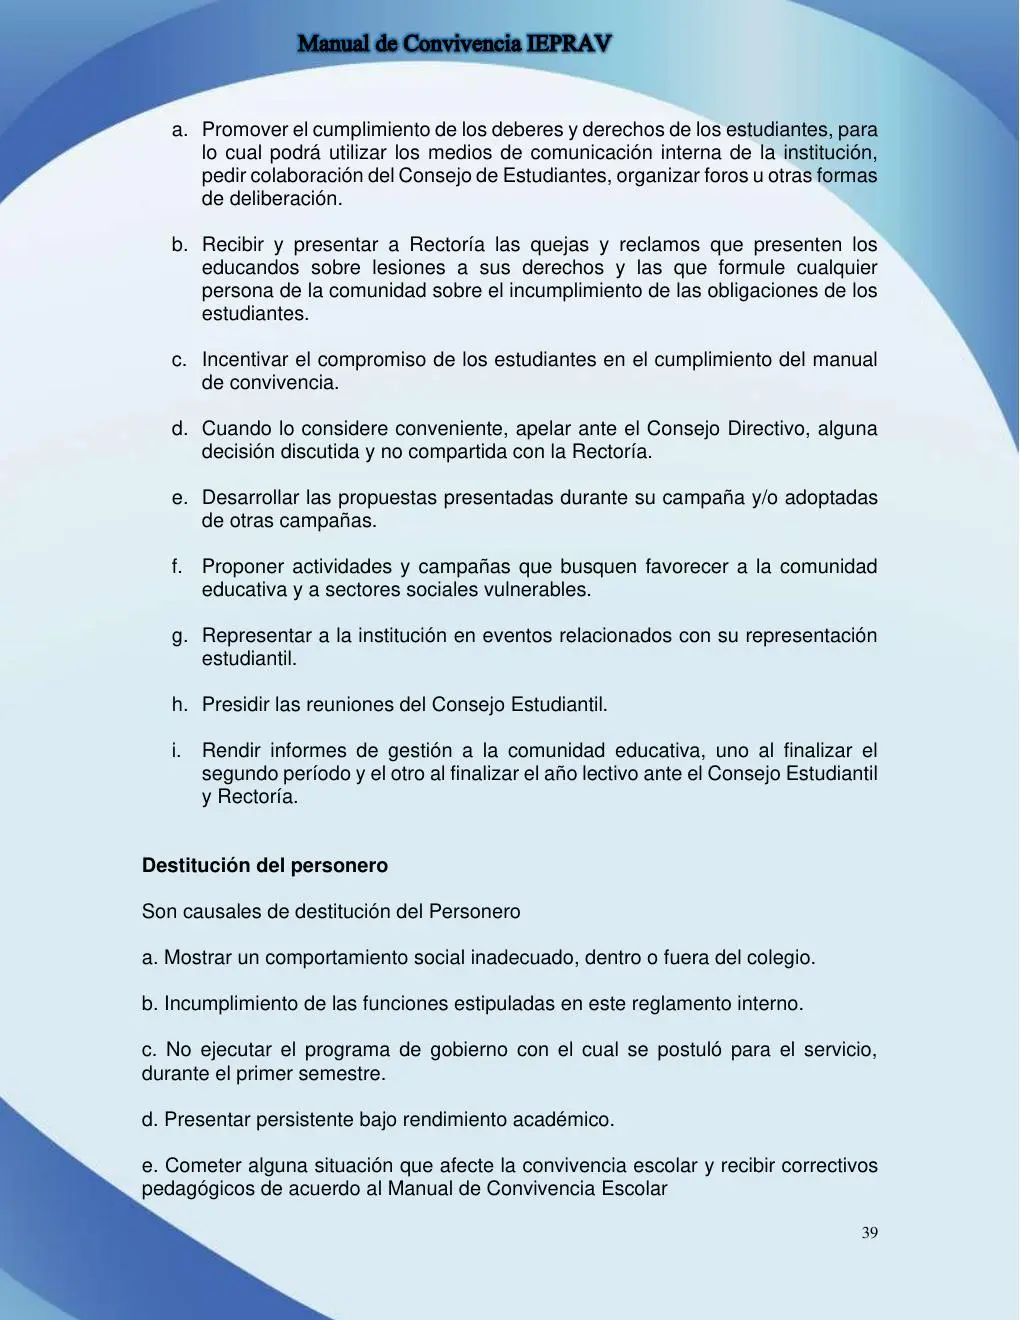 Manual de Convivencia IEPRAV
a. Promover el cumplimiento de los deberes y derechos de los estudiantes, para
lo cual podrá utilizar los medios de comunicación interna de la institución,
pedir colaboración del Consejo de Estudiantes, organizar foros u otras formas
de deliberación.
b. Recibir y presentar a Rectoría las quejas y reclamos que presenten los
educandos sobre lesiones a sus derechos y las que formule cualquier
persona de la comunidad sobre el incumplimiento de las obligaciones de los
estudiantes.
c. Incentivar el compromiso de los estudiantes en el cumplimiento del manual
de convivencia.
d. Cuando lo considere conveniente, apelar ante el Consejo Directivo, alguna
decisión discutida y no compartida con la Rectoría.
e. Desarrollar las propuestas presentadas durante su campaña y/o adoptadas
de otras campañas.
f. Proponer actividades y campañas que busquen favorecer a la comunidad
educativa y a sectores sociales vulnerables.
g. Representar a la institución en eventos relacionados con su representación
estudiantil.
h. Presidir las reuniones del Consejo Estudiantil.
i. Rendir informes de gestión a la comunidad educativa, uno al finalizar el
segundo período y el otro al finalizar el año lectivo ante el Consejo Estudiantil
y Rectoría.
Destitución del personero
Son causales de destitución del Personero
a. Mostrar un comportamiento social inadecuado, dentro o fuera del colegio.
b. Incumplimiento de las funciones estipuladas en este reglamento interno.
c. No ejecutar el programa de gobierno con el cual se postuló para el servicio,
durante el primer semestre.
d. Presentar persistente bajo rendimiento académico.
e. Cometer alguna situación que afecte la convivencia escolar y recibir correctivos
pedagógicos de acuerdo al Manual de Convivencia Escolar
39